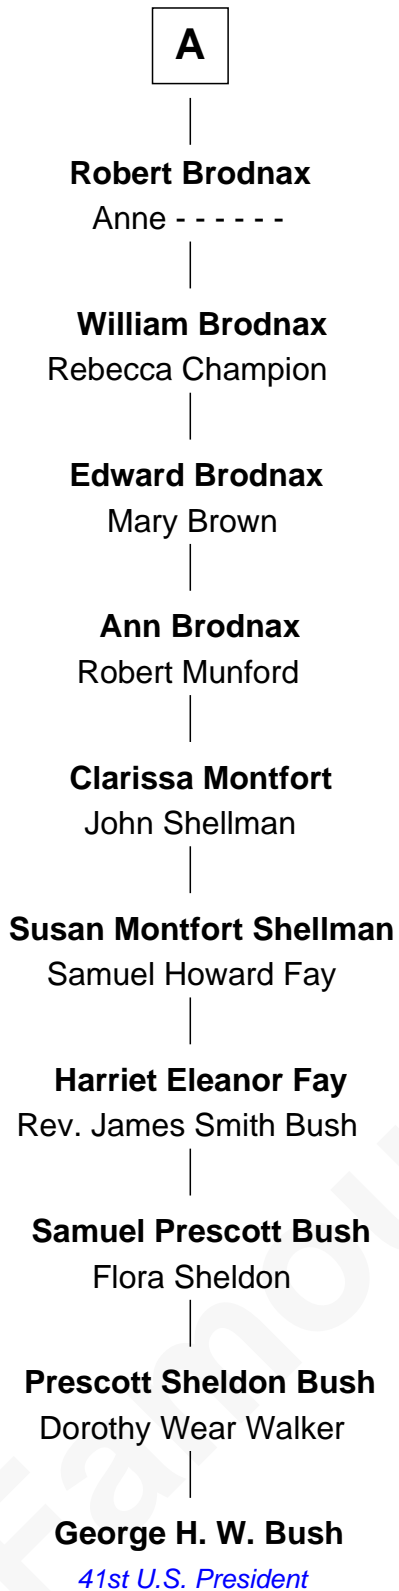 A
Robert Brodnax
Anne - - - - - -
William Brodnax
Rebecca Champion
Edward Brodnax
Mary Brown
Ann Brodnax
Robert Munford
Clarissa Montfort
John Shellman
Susan Montfort Shellman
Samuel Howard Fay
Harriet Eleanor Fay
Rev. James Smith Bush
Samuel Prescott Bush
Flora Sheldon
Prescott Sheldon Bush
Dorothy Wear Walker
George H. W. Bush
41st U.S. President
Famou